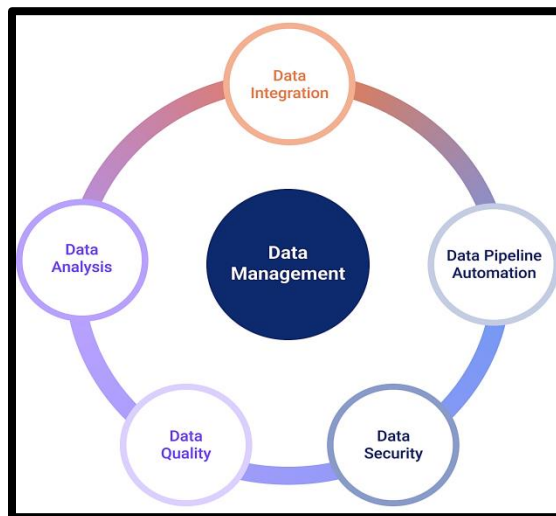 Data
Integration
Data
Analysis
Data
Management
Data Pipeline
Automation
Data
Quality
Data
Security